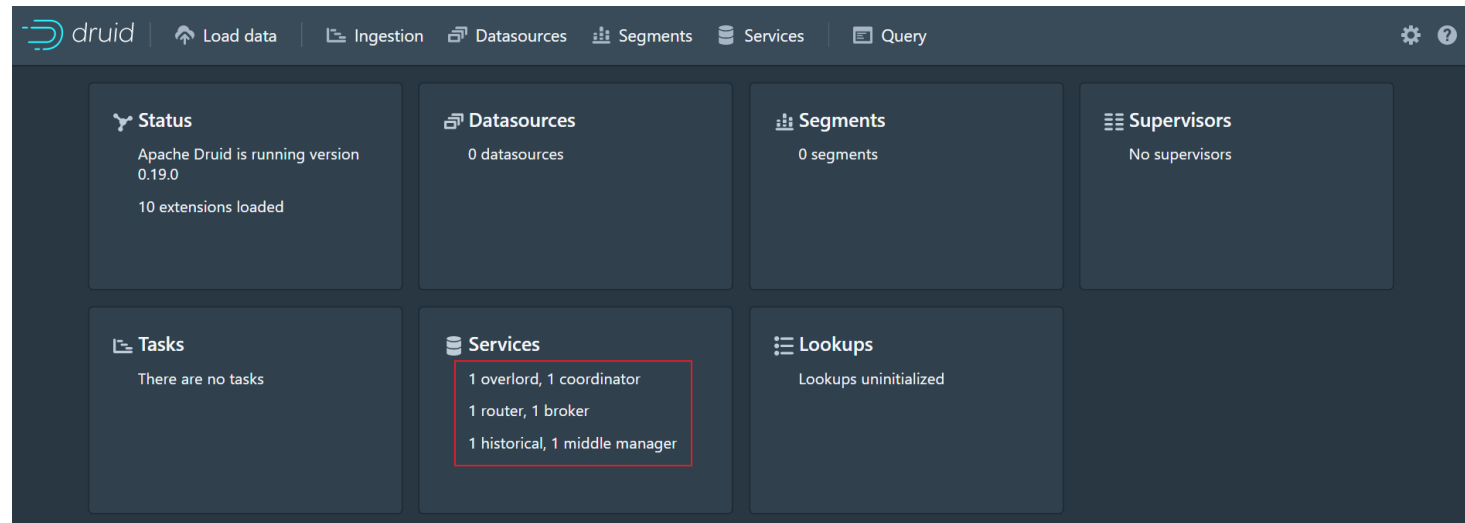 druid Load data Ingestion Datasources Segments Services Query
Status
Apache Druid is running version
0.19.0
10 extensions loaded
Datasources
0 datasources
Segments
0 segments
Supervisors
No supervisors
Tasks
There are no tasks
Services
1 overlord, 1 coordinator
1 router, 1 broker
1 historical, 1 middle manager
Lookups
Lookups uninitialized